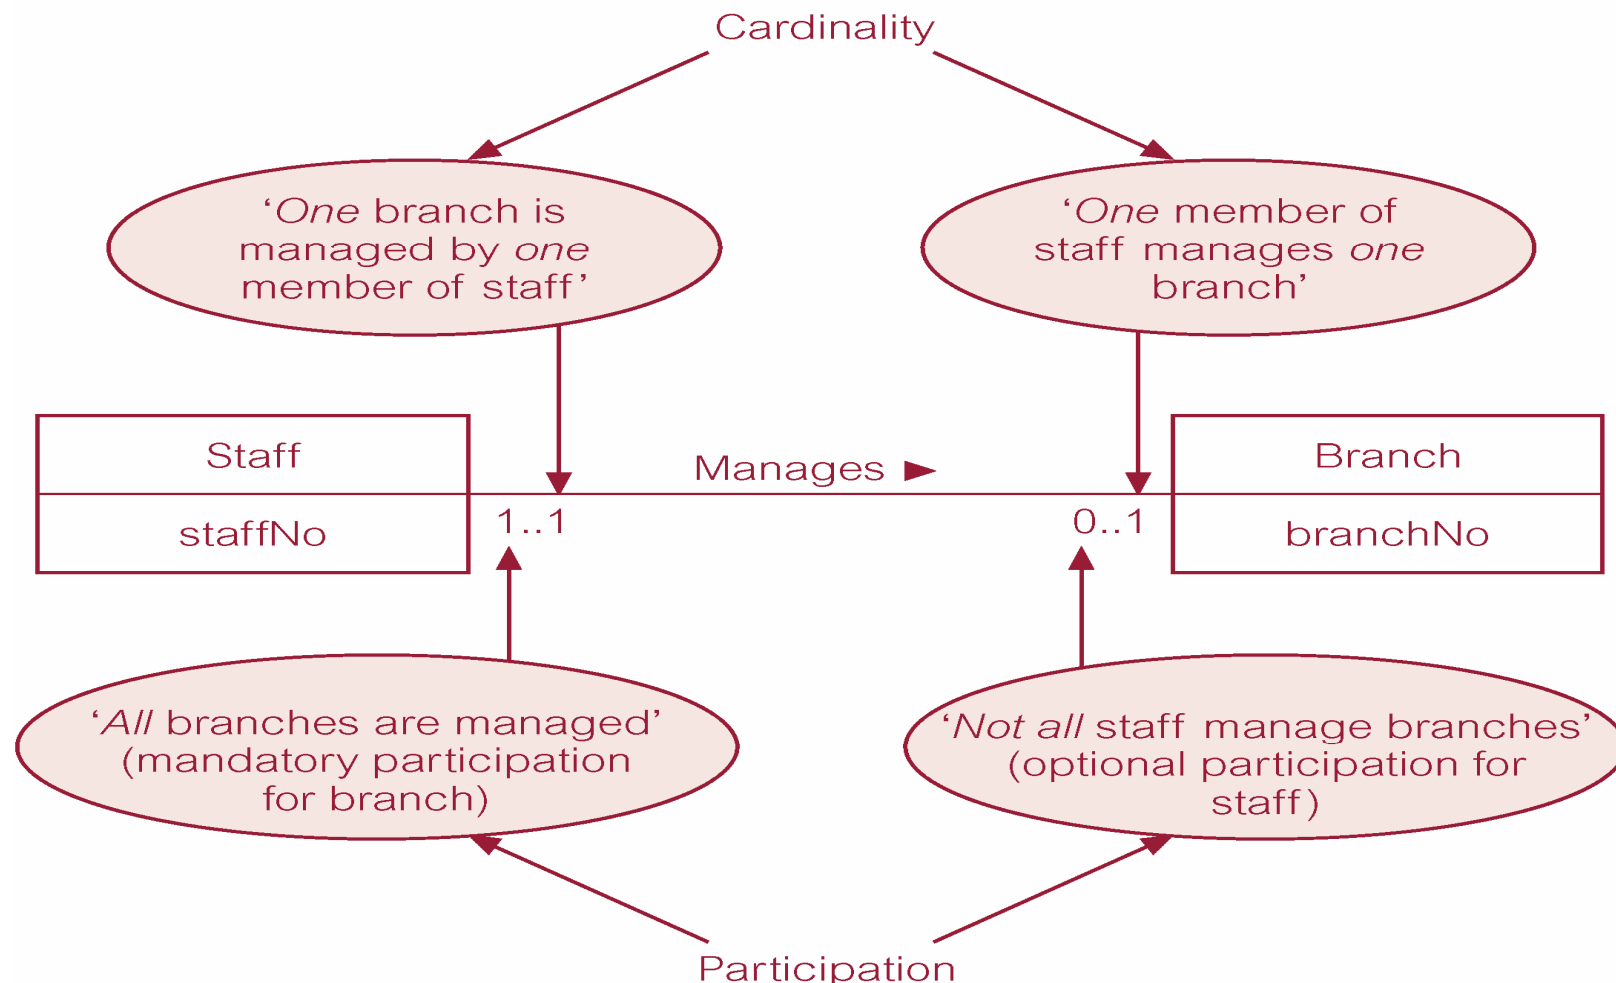 Cardinality
‘One branch is
managed by one
member of staff’
‘One member of
staff manages one
branch’
Staff
staffNo
Manages ►
1..1
0..1
Branch
branchNo
‘All branches are managed’
(mandatory participation
for branch)
‘Not all staff manage branches’
(optional participation for
staff)
Participation